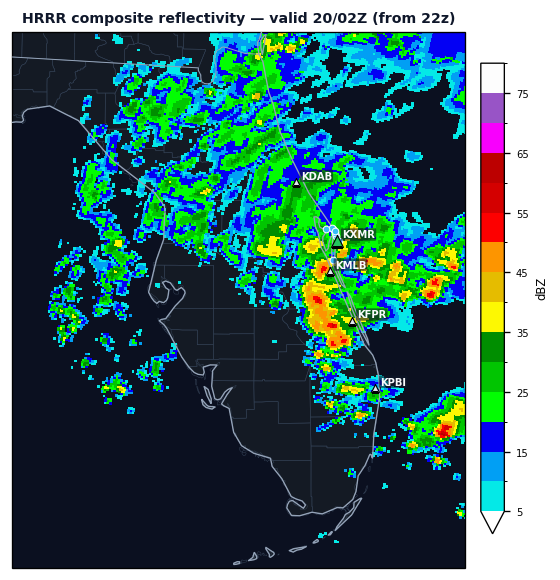 HRRR composite reflectivity — valid 20/02Z (from 22z)
KDAB
KXMR
KMLB
KFPR
KPBI
75
65
55
45
35
25
15
5
dBZ